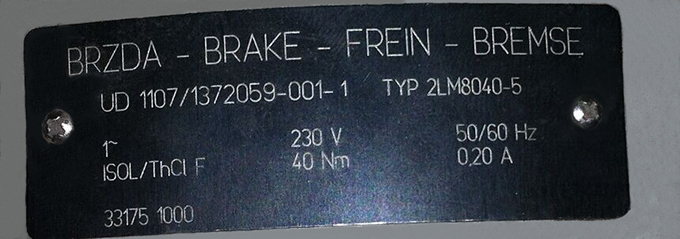 BRZDA - BRAKE - FREIN - BREMSE
UD 1107/1372059-001-1 TYP 2LM8040-5
1~ 230 V 50/60 Hz
ISOL/ThCl F 40 Nm 0,20 A
33175 1000